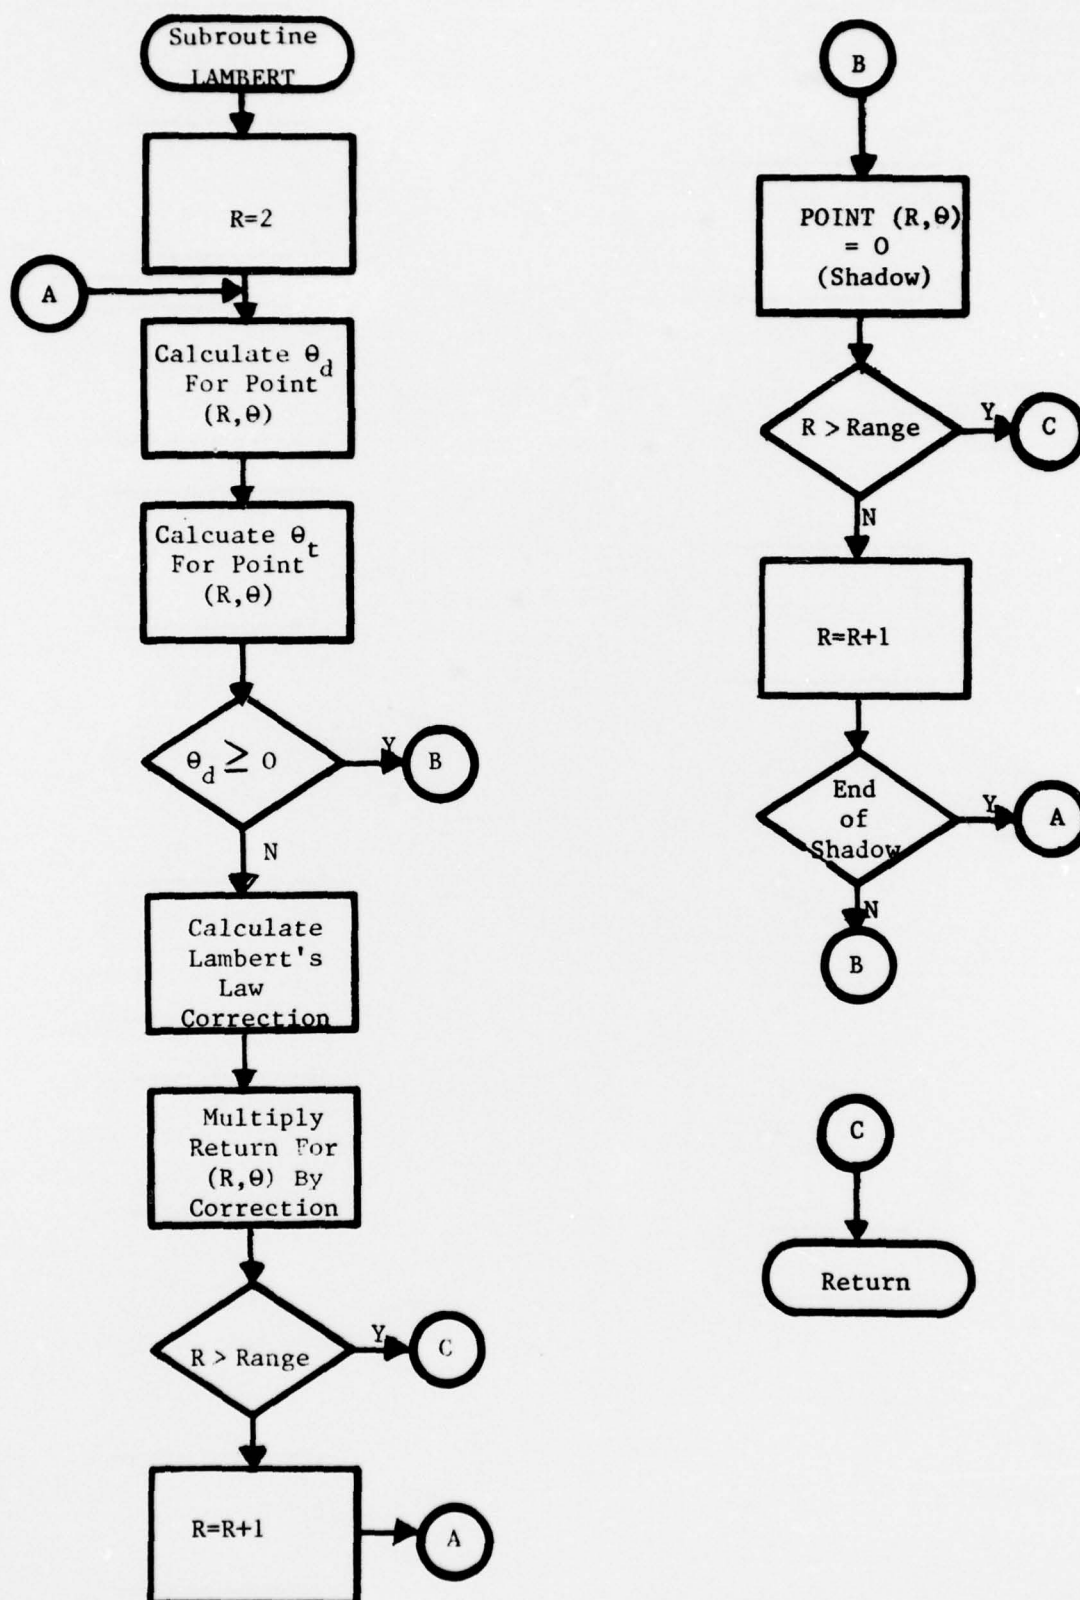 Subroutine
LAMBERT
R=2
A
Calculate θd
For Point
(R,θ)
Calcuate θt
For Point
(R,θ)
θd ≥ 0
Y
B
N
Calculate
Lambert's
Law
Correction
Multiply
Return For
(R,θ) By
Correction
R > Range
Y
C
R=R+1
A
B
POINT (R,θ)
= 0
(Shadow)
R > Range
Y
C
N
R=R+1
End
of
Shadow
Y
A
N
B
C
Return